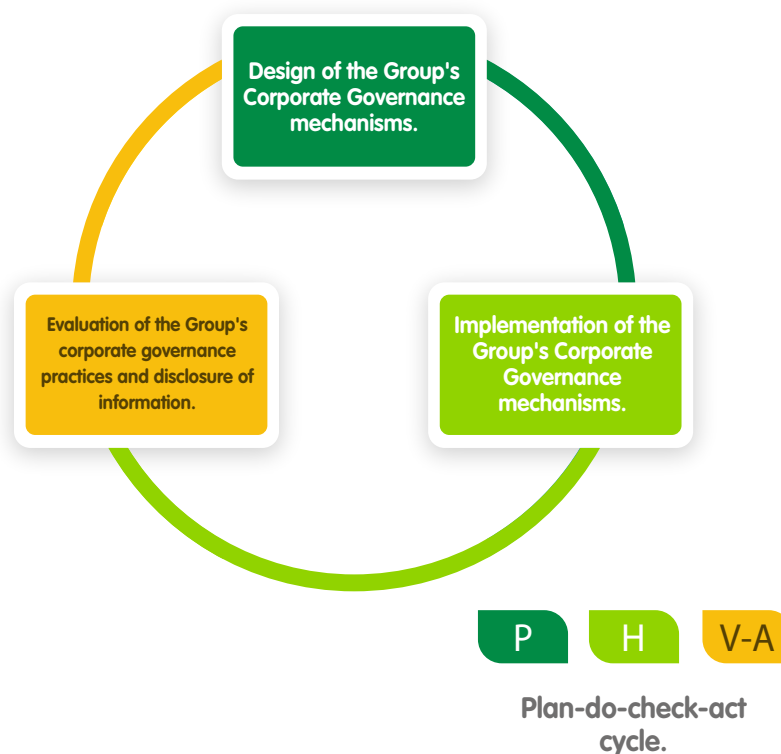 Design of the Group's
Corporate Governance
mechanisms.
Evaluation of the Group's
corporate governance
practices and disclosure of
information.
Implementation of the
Group's Corporate
Governance
mechanisms.
P
H
V-A
Plan-do-check-act
cycle.